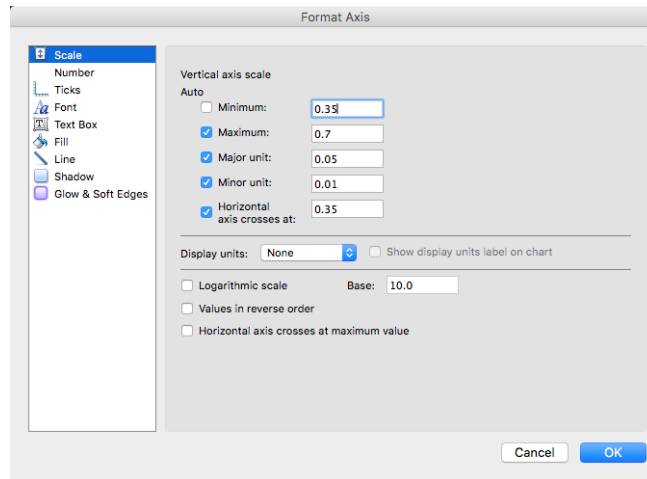 Format Axis
Scale
Number
Ticks
Font
Text Box
Fill
Line
Shadow
Glow & Soft Edges
Vertical axis scale
Auto
Minimum: 0.35
Maximum: 0.7
Major unit: 0.05
Minor unit: 0.01
Horizontal
axis crosses at: 0.35
Display units: None Show display units label on chart
Logarithmic scale Base: 10.0
Values in reverse order
Horizontal axis crosses at maximum value
Cancel OK